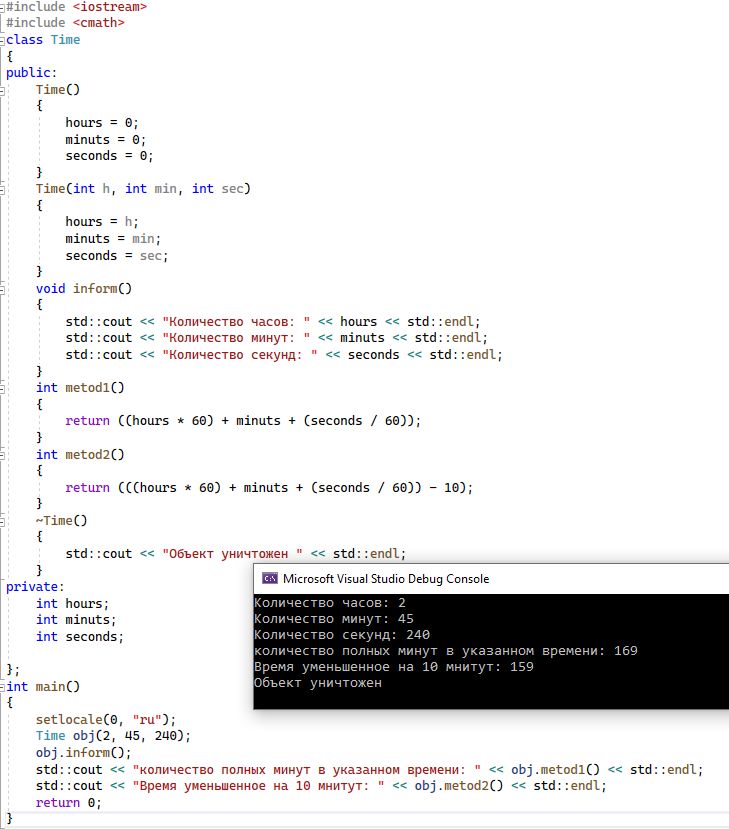 #include <iostream>
#include <cmath>
class Time
{
public:
    Time()
    {
        hours = 0;
        minuts = 0;
        seconds = 0;
    }
    Time(int h, int min, int sec)
    {
        hours = h;
        minuts = min;
        seconds = sec;
    }
    void inform()
    {
        std::cout << "Количество часов: " << hours << std::endl;
        std::cout << "Количество минут: " << minuts << std::endl;
        std::cout << "Количество секунд: " << seconds << std::endl;
    }
    int metod1()
    {
        return ((hours * 60) + minuts + (seconds / 60));
    }
    int metod2()
    {
        return (((hours * 60) + minuts + (seconds / 60)) - 10);
    }
    ~Time()
    {
        std::cout << "Объект уничтожен " << std::endl;
    }
private:
    int hours;
    int minuts;
    int seconds;
};
int main()
{
    setlocale(0, "ru");
    Time obj(2, 45, 240);
    obj.inform();
    std::cout << "количество полных минут в указанном времени: " << obj.metod1() << std::endl;
    std::cout << "Время уменьшенное на 10 мнитут: " << obj.metod2() << std::endl;
    return 0;
}
Microsoft Visual Studio Debug Console
Количество часов: 2
Количество минут: 45
Количество секунд: 240
количество полных минут в указанном времени: 169
Время уменьшенное на 10 мнитут: 159
Объект уничтожен